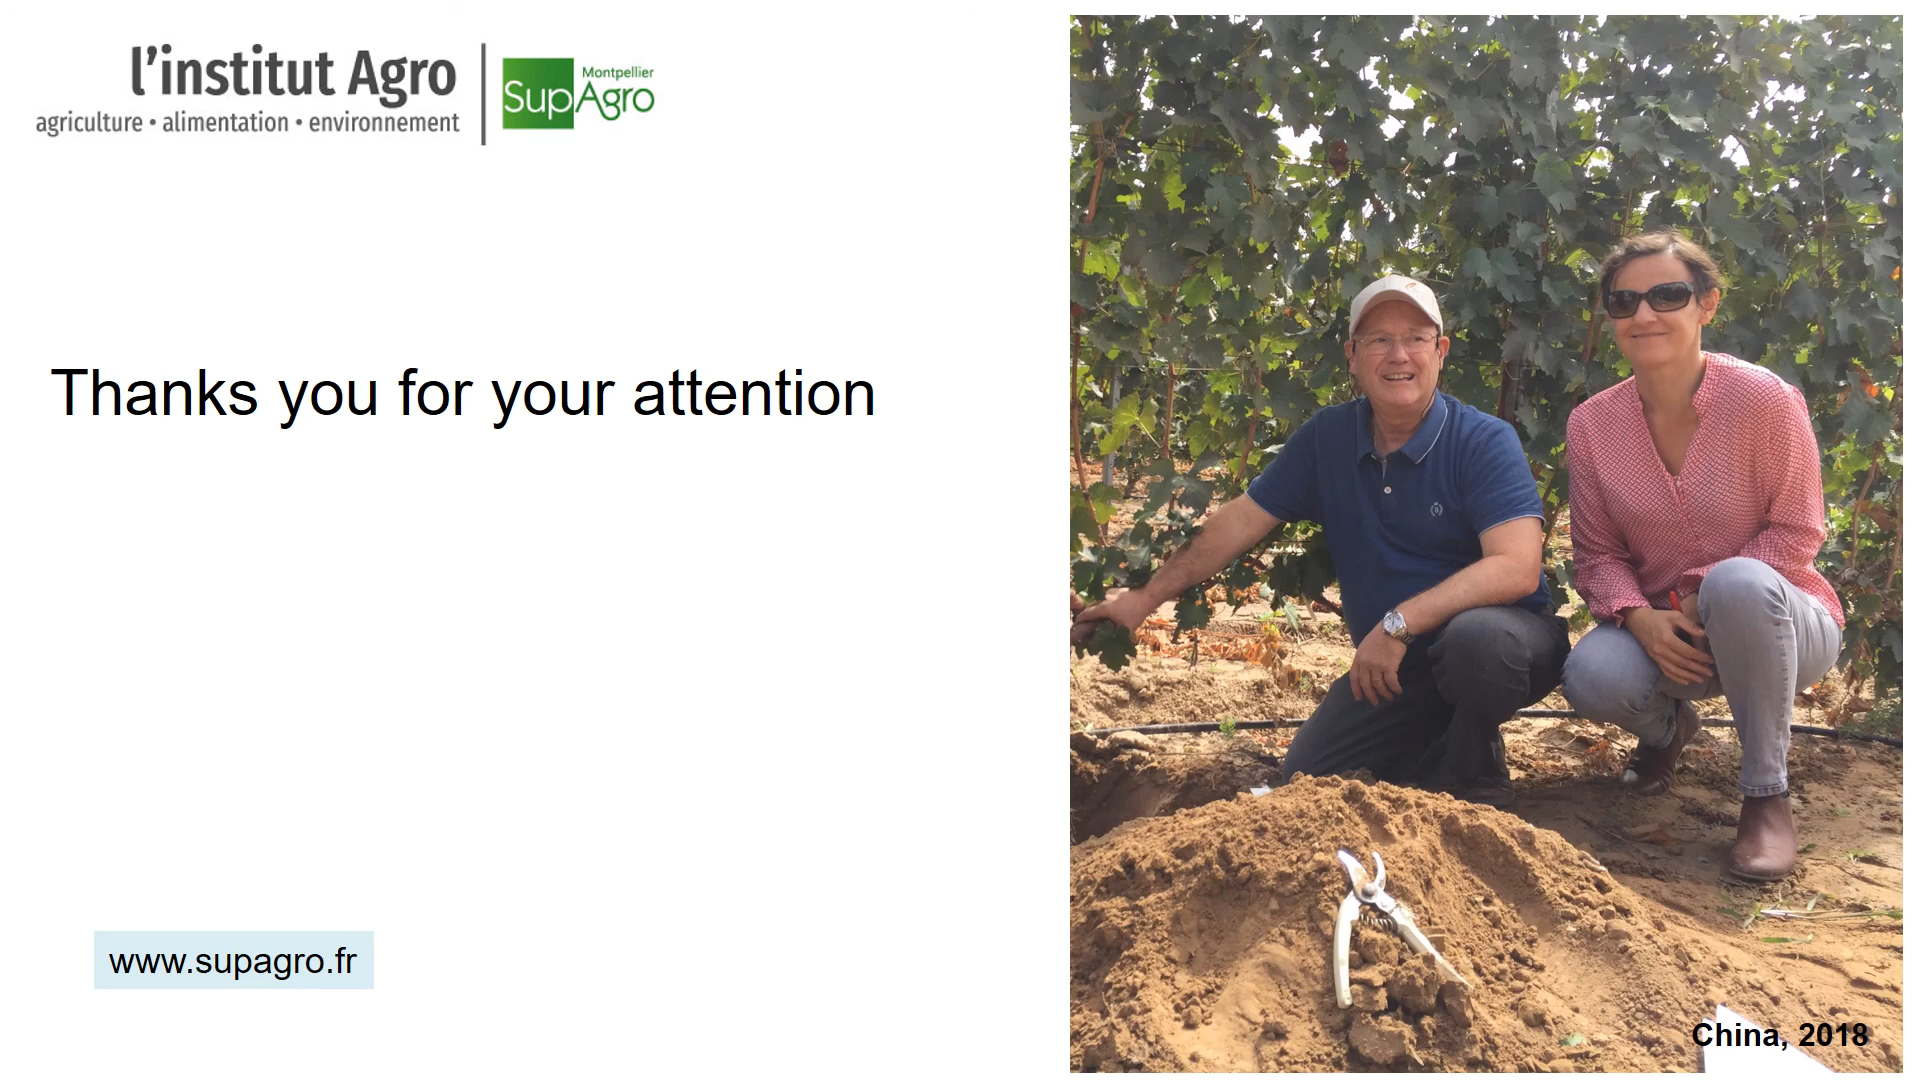 l'institut Agro
agriculture • alimentation • environnement
Montpellier
SupAgro
Thanks you for your attention
www.supagro.fr
China, 2018